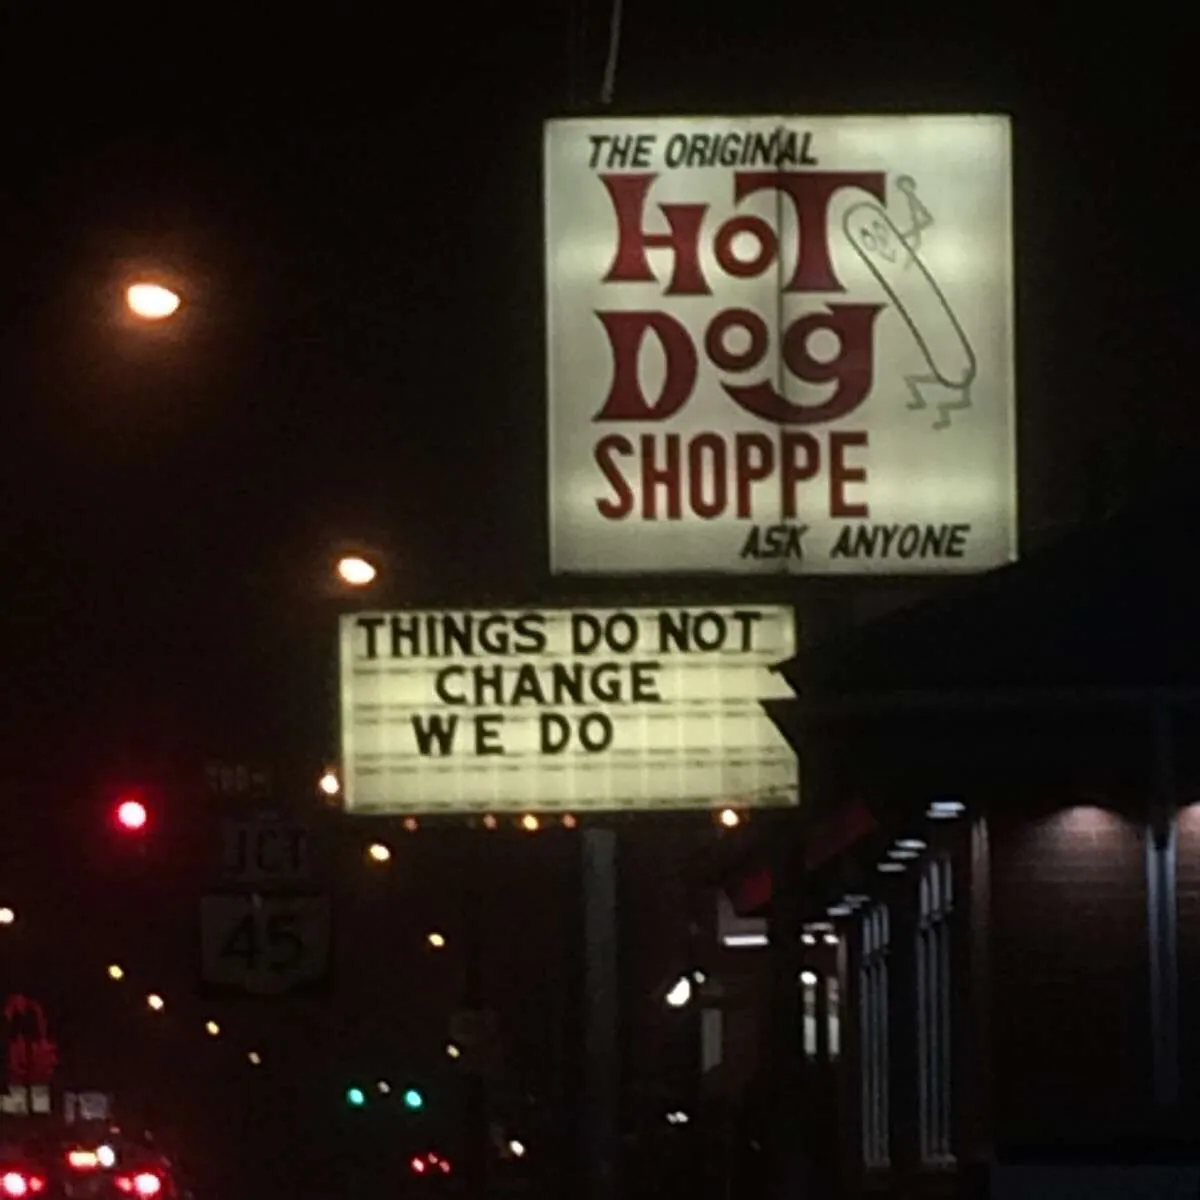 THE ORIGINAL
HOT
DOG
SHOPPE
ASK ANYONE
THINGS DO NOT
CHANGE
WE DO
JCT
45